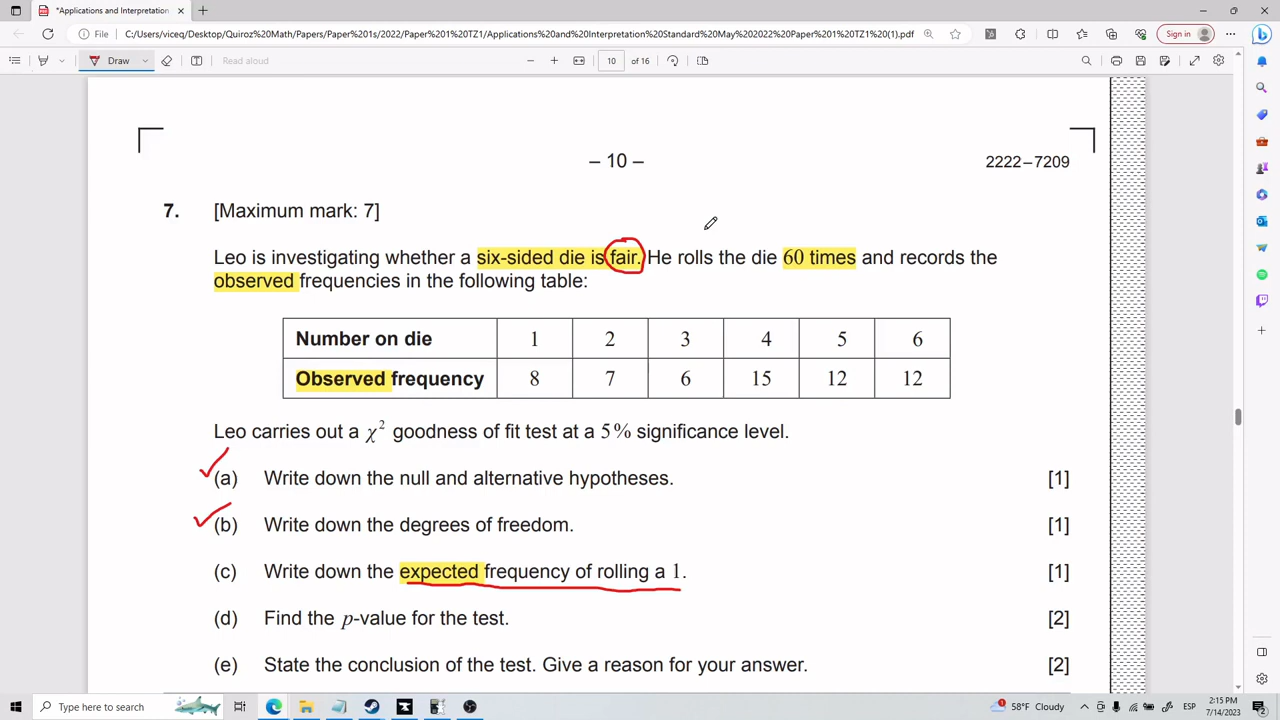 *Applications and Interpretation
File
C:/Users/viceq/Desktop/Quiroz%20Math/Papers/Paper%201s/2022/Paper%201%20TZ1/Applications%20and%20Interpretation%20Standard%20May%202022%20Paper%201%20TZ1%20(1).pdf
Sign in
Draw
Read aloud
10 of 16
– 10 –
2222–7209
7. [Maximum mark: 7]
Leo is investigating whether a six-sided die is fair. He rolls the die 60 times and records the
observed frequencies in the following table:
Number on die 1 2 3 4 5 6
Observed frequency 8 7 6 15 12 12
Leo carries out a χ² goodness of fit test at a 5% significance level.
(a) Write down the null and alternative hypotheses. [1]
(b) Write down the degrees of freedom. [1]
(c) Write down the expected frequency of rolling a 1. [1]
(d) Find the p-value for the test. [2]
(e) State the conclusion of the test. Give a reason for your answer. [2]
Type here to search
58°F Cloudy
ESP
2:15 PM
7/14/2023